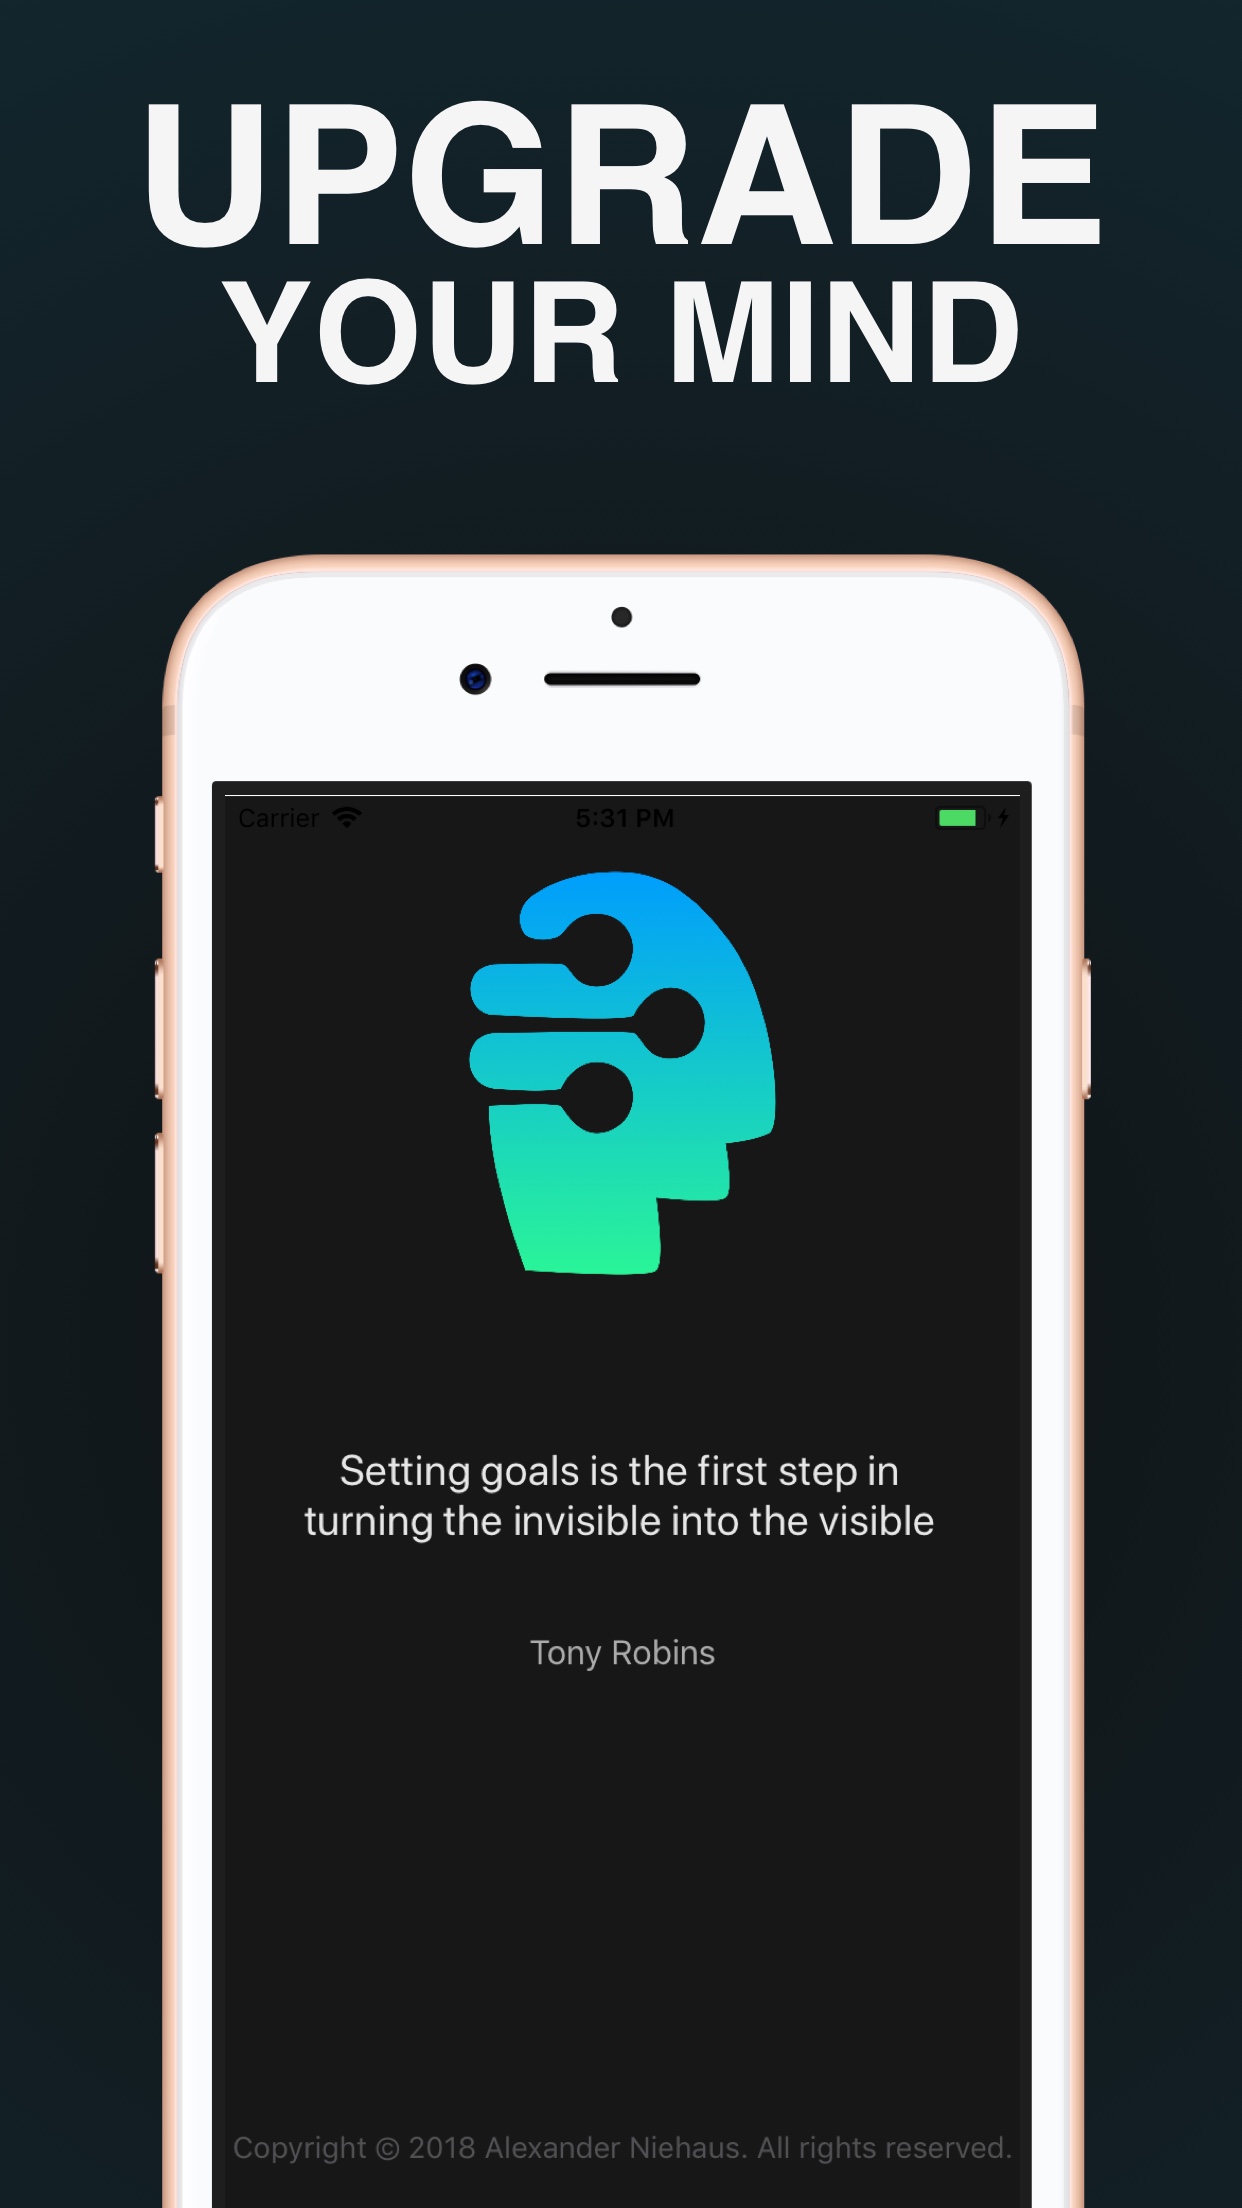 UPGRADE
YOUR MIND
Carrier 5:31 PM
Setting goals is the first step in
turning the invisible into the visible
Tony Robins
Copyright © 2018 Alexander Niehaus. All rights reserved.